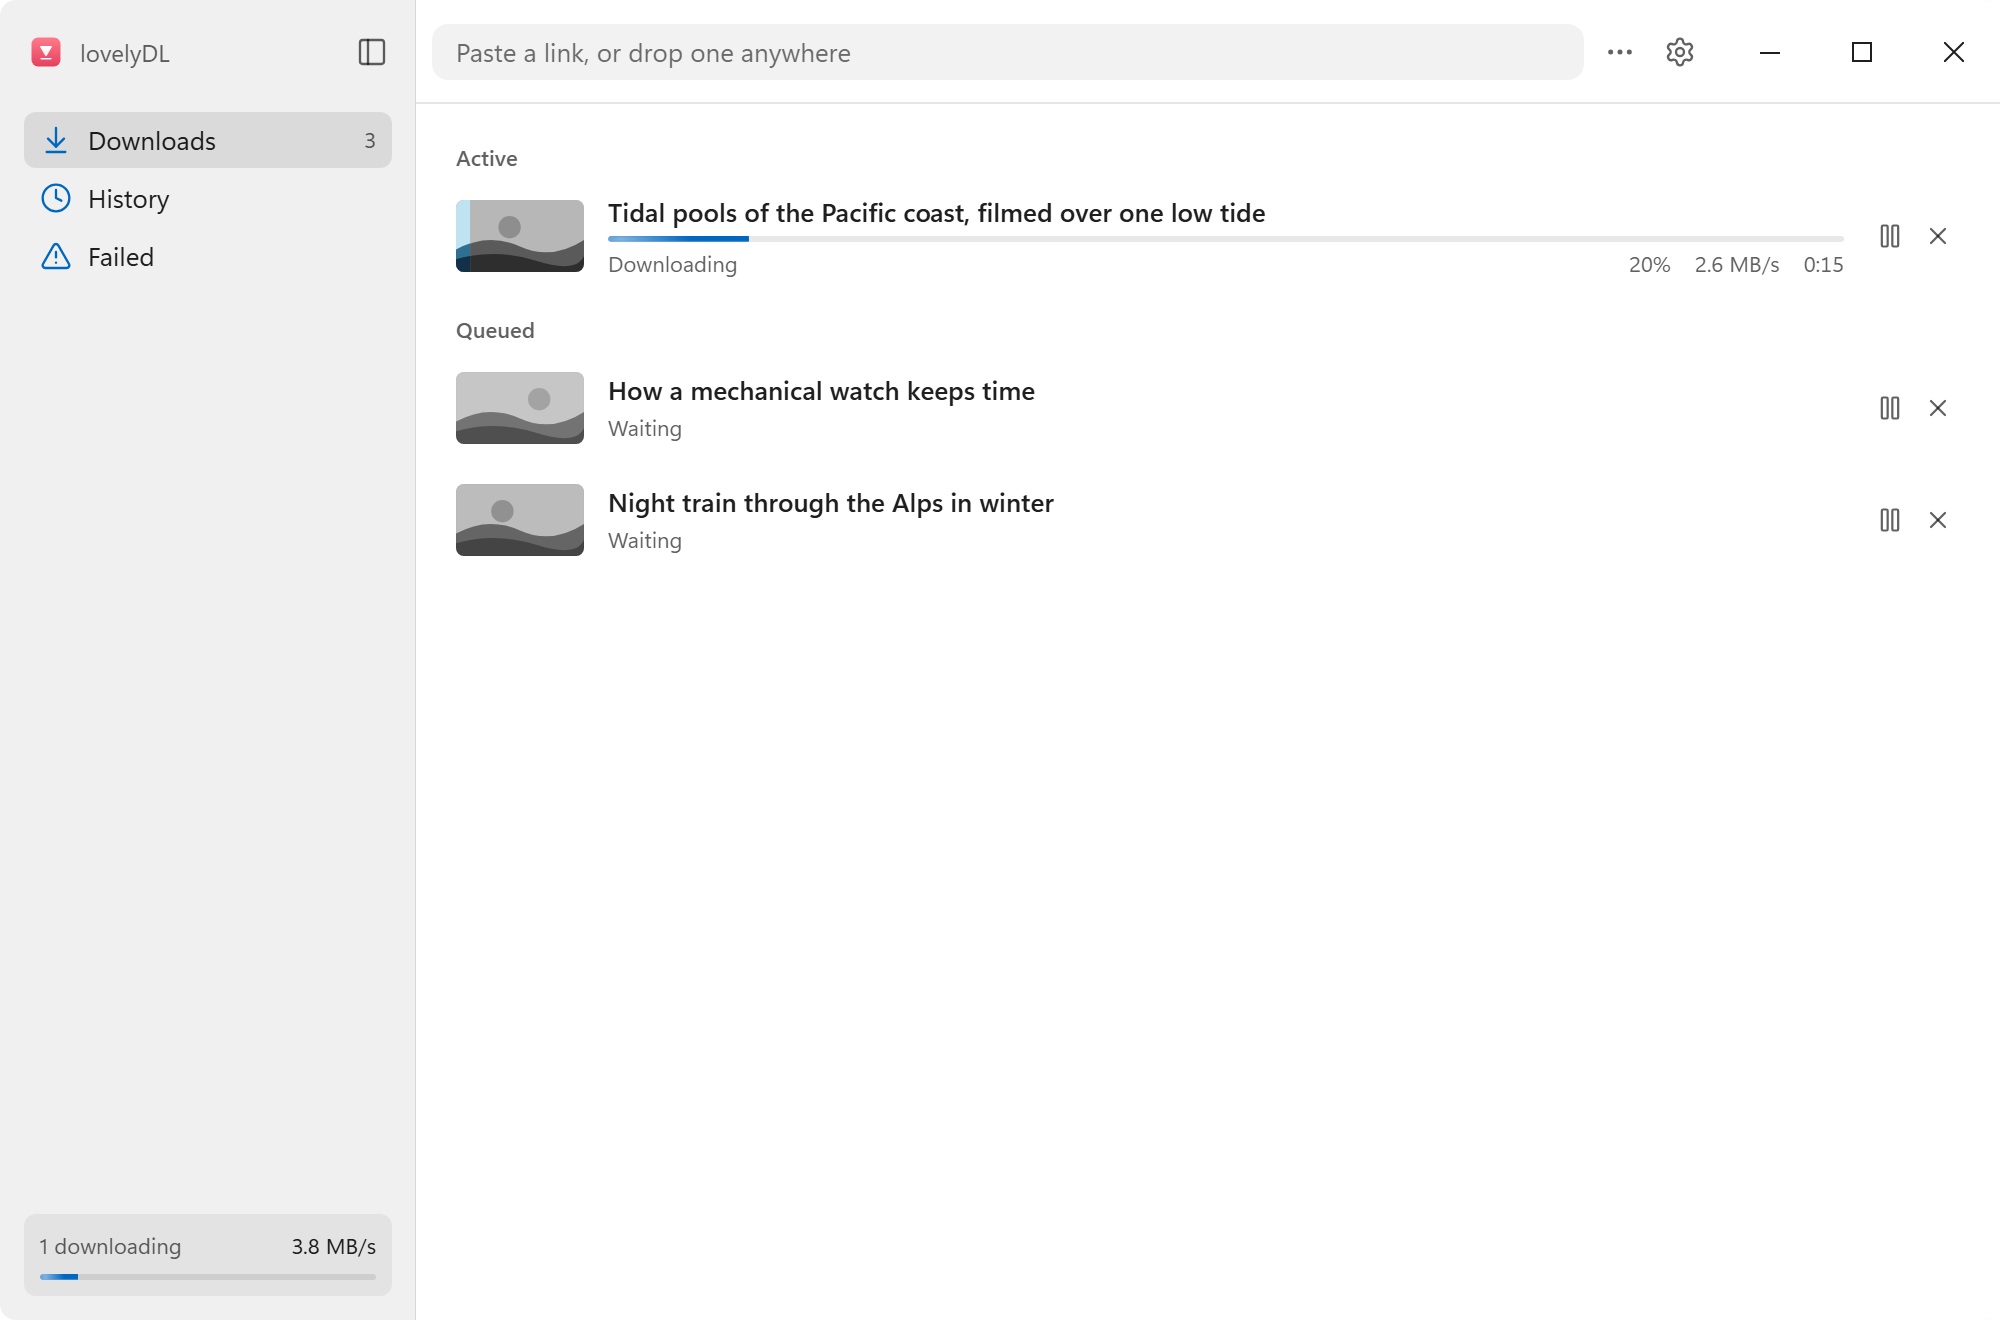 lovelyDL
Paste a link, or drop one anywhere
Downloads 3
History
Failed
Active
Tidal pools of the Pacific coast, filmed over one low tide
Downloading 20% 2.6 MB/s 0:15
Queued
How a mechanical watch keeps time
Waiting
Night train through the Alps in winter
Waiting
1 downloading 3.8 MB/s